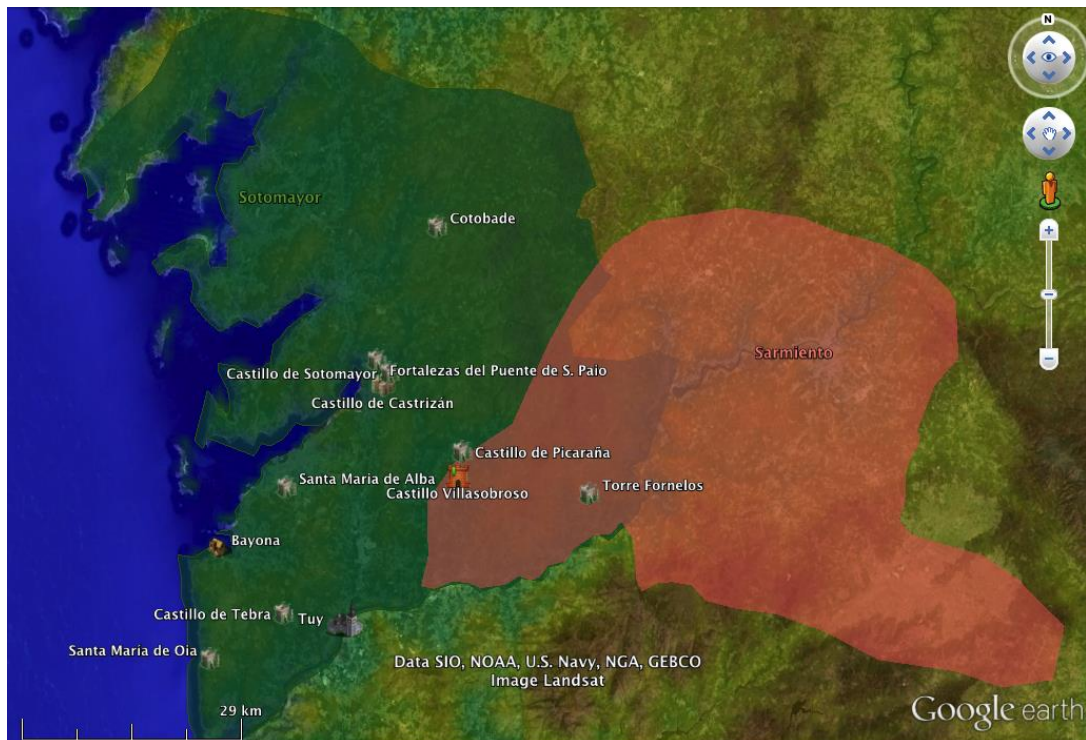 N
Sotomayor
Cotobade
Sarmiento
Castillo de Sotomayor
Fortalezas del Puente de S. Paio
Castillo de Castrizán
Castillo de Picaraña
Santa Maria de Alba
Castillo Villasobroso
Torre Fornelos
Bayona
Castillo de Tebra
Tuy
Santa María de Oia
Data SIO, NOAA, U.S. Navy, NGA, GEBCO
Image Landsat
29 km
Google earth